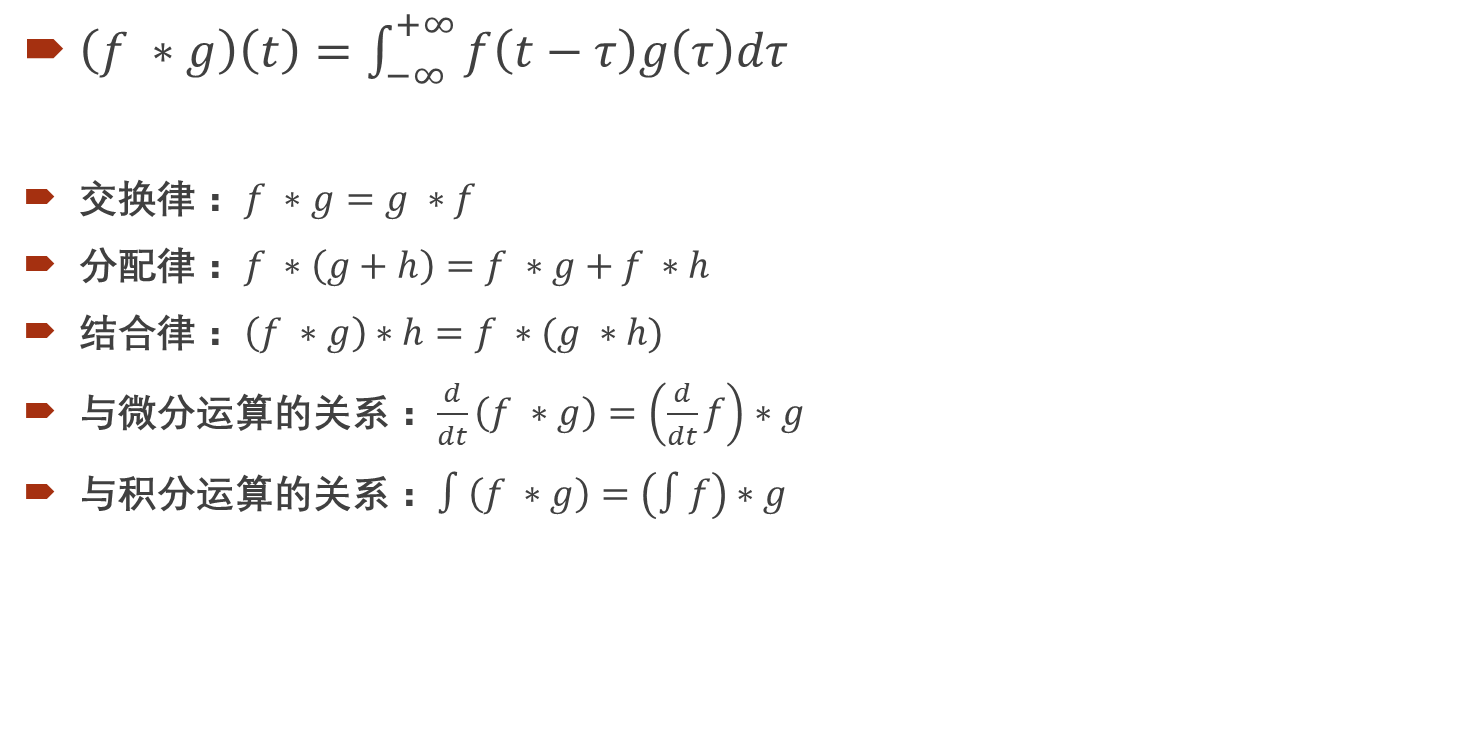 (f * g)(t) = ∫_{−∞}^{+∞} f(t − τ)g(τ)dτ
交换律：f * g = g * f
分配律：f * (g + h) = f * g + f * h
结合律：(f * g) * h = f * (g * h)
与微分运算的关系：d/dt (f * g) = (d/dt f) * g
与积分运算的关系：∫ (f * g) = (∫ f) * g